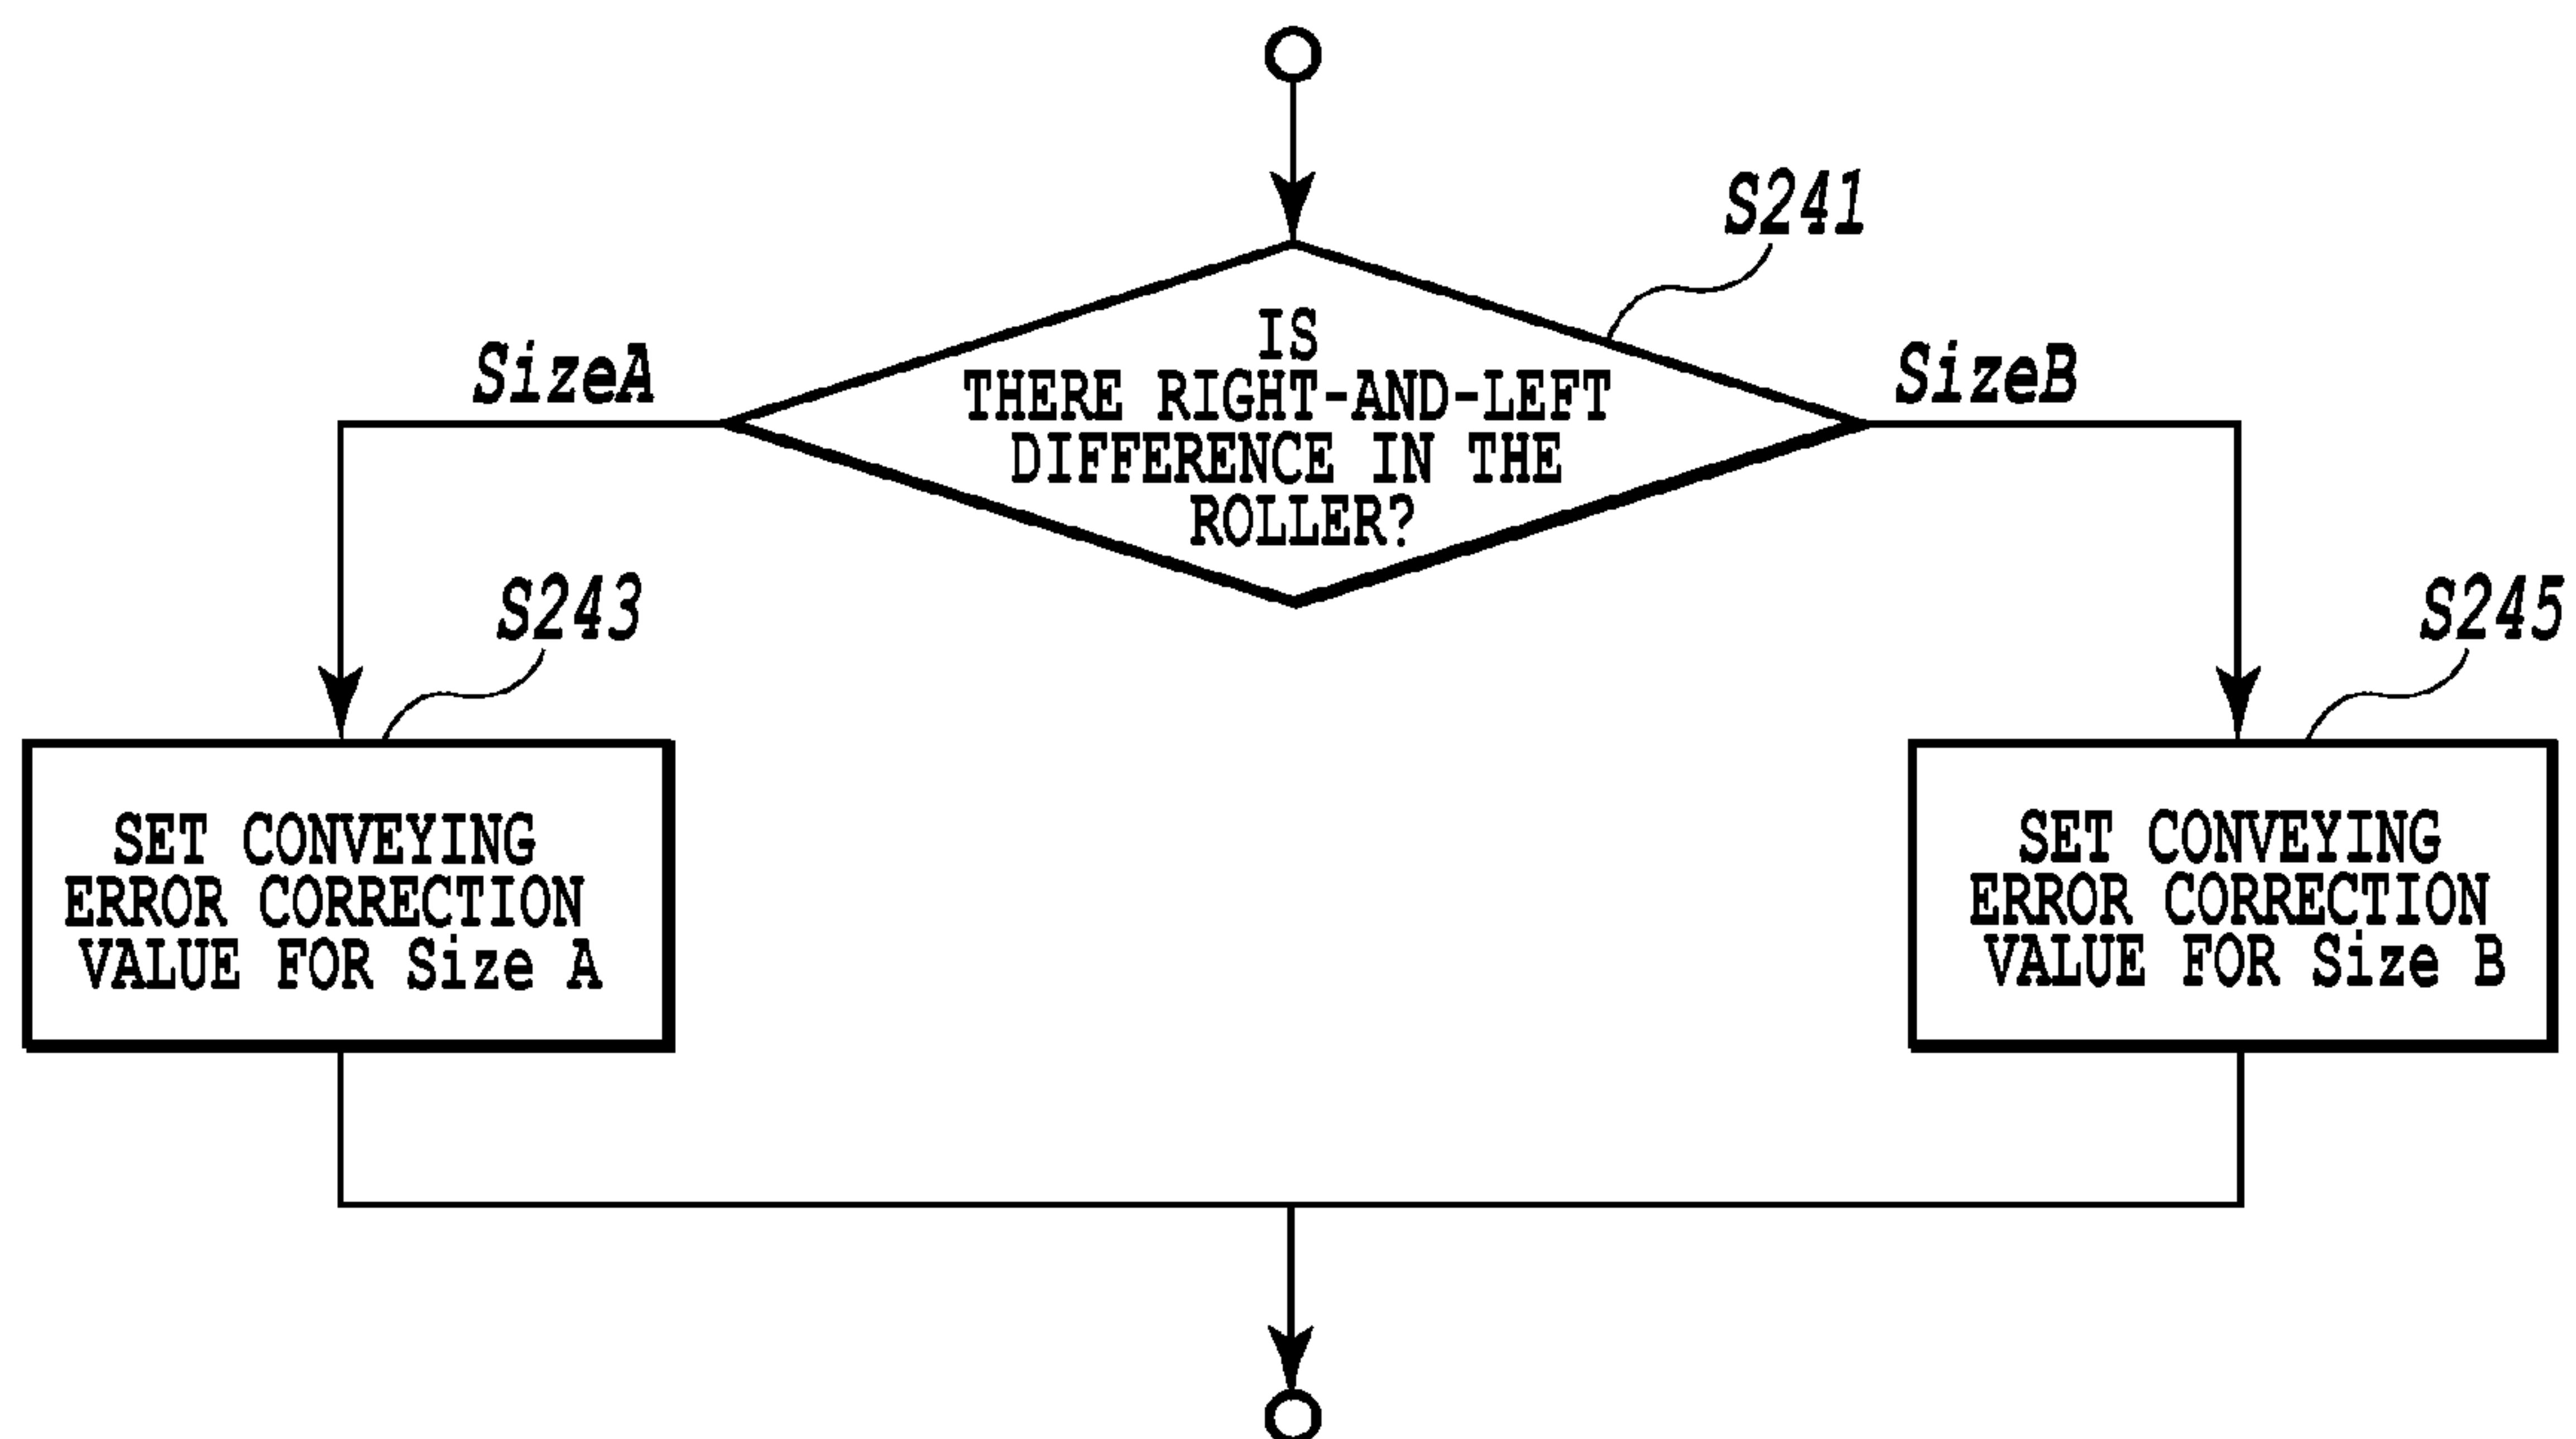 S241
IS
THERE RIGHT-AND-LEFT
DIFFERENCE IN THE
ROLLER?
SizeA
SizeB
S243
SET CONVEYING
ERROR CORRECTION
VALUE FOR Size A
S245
SET CONVEYING
ERROR CORRECTION
VALUE FOR Size B